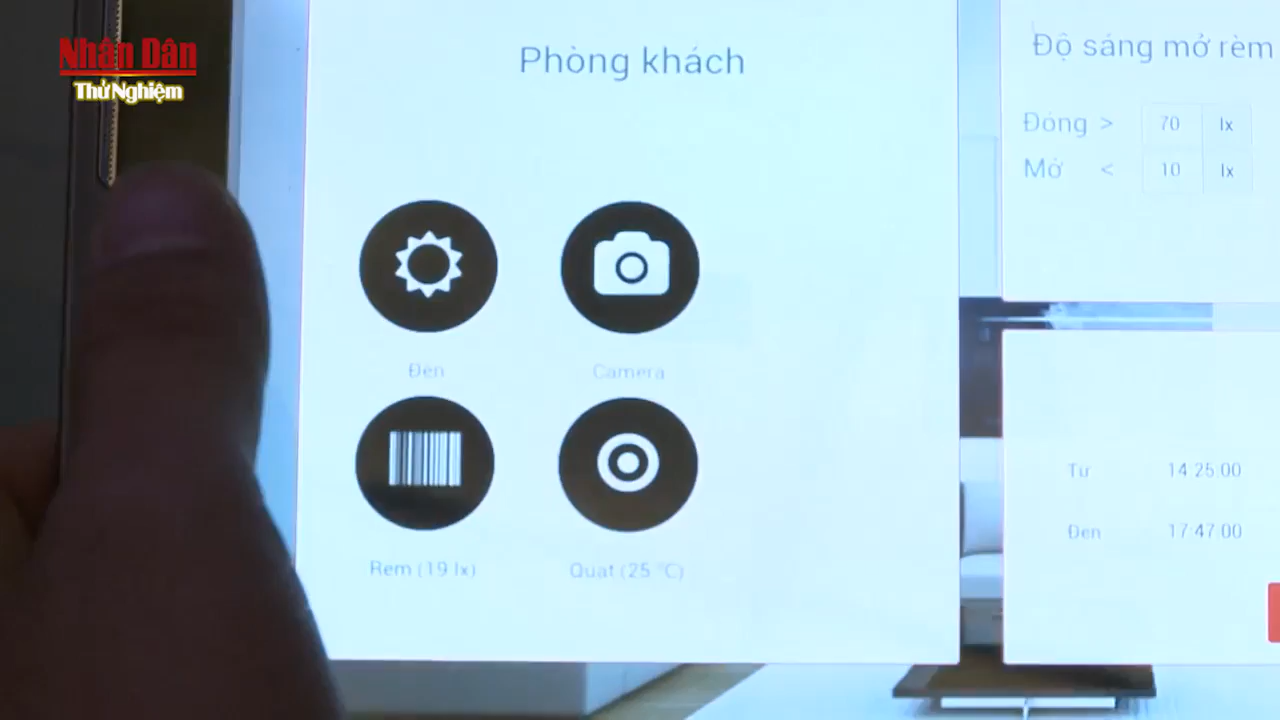 Nhân Dân
Thử Nghiệm
Phòng khách
Đèn
Camera
Rem (19 lx)
Quat (25 °C)
Độ sáng mở rèm
Đóng > 70 lx
Mở < 10 lx
Từ 14:25:00
Đen 17:47:00